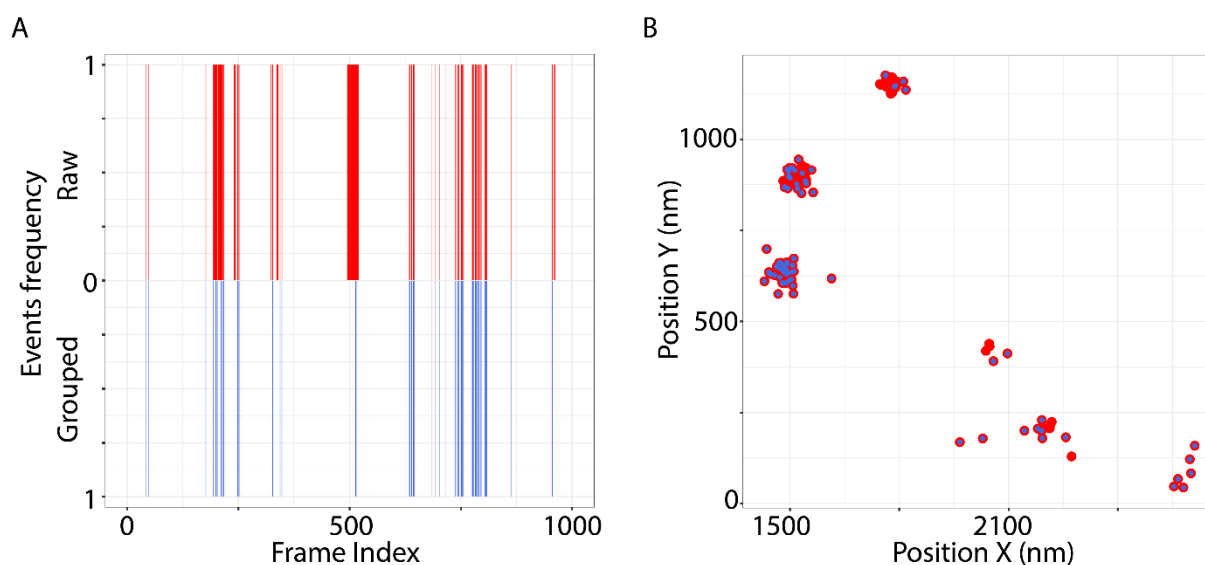 A
Events frequency
Grouped Raw
1
0
1
0 500 1000
Frame Index
B
Position Y (nm)
1000
500
0
1500 2100
Position X (nm)